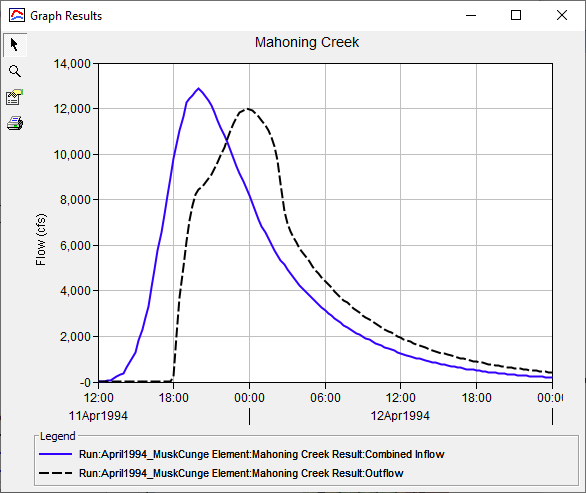 Graph Results
Mahoning Creek
Flow (cfs)
14,000
12,000
10,000
8,000
6,000
4,000
2,000
-0
12:00 18:00 00:00 06:00 12:00 18:00 00:00
11Apr1994 12Apr1994
Legend
Run:April1994_MuskCunge Element:Mahoning Creek Result:Combined Inflow
Run:April1994_MuskCunge Element:Mahoning Creek Result:Outflow